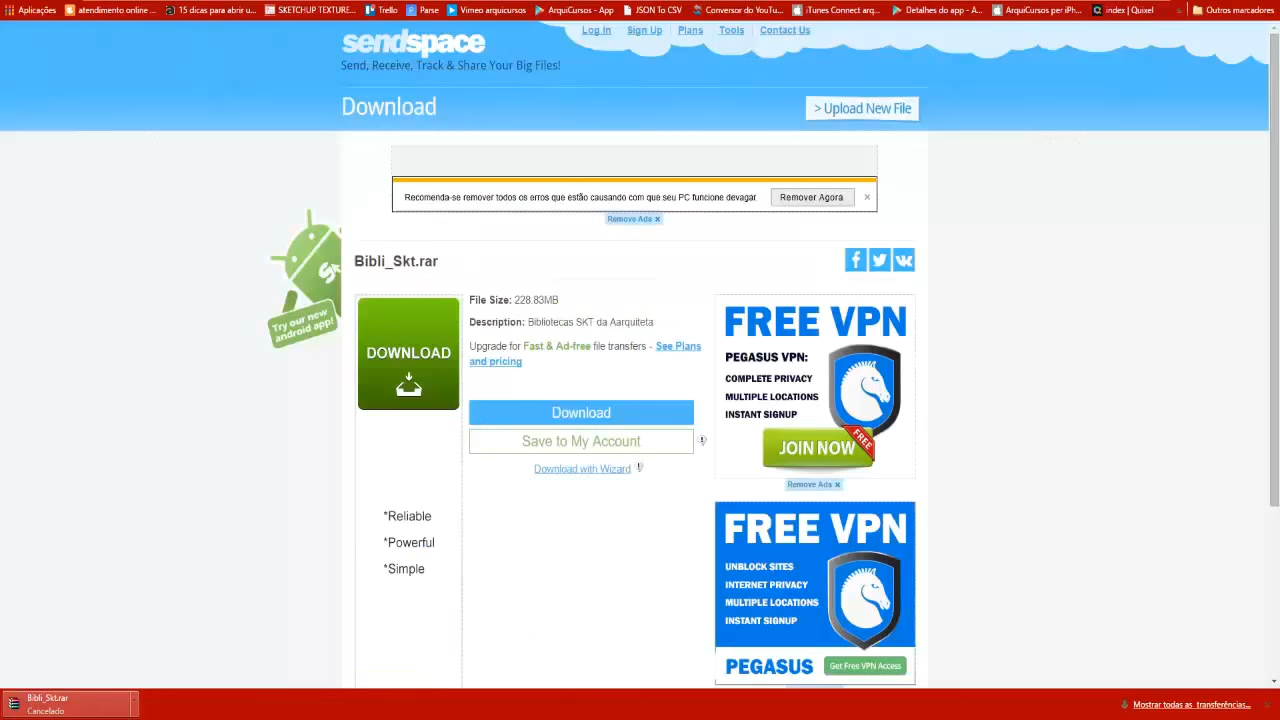 Aplicações
atendimento online ...
15 dicas para abrir u...
SKETCHUP TEXTURE...
Trello
Parse
Vimeo arquicursos
ArquiCursos - App
JSON To CSV
Conversor do YouTu...
iTunes Connect arq...
Detalhes do app - A...
ArquiCursos per iPh...
index | Quixel
»
Outros marcadores
sendspace
Log In
Sign Up
Plans
Tools
Contact Us
Send, Receive, Track & Share Your Big Files!
Download
> Upload New File
Recomenda-se remover todos os erros que estão causando com que seu PC funcione devagar.
Remover Agora
×
Remove Ads ×
Try our new
android app!
Bibli_Skt.rar
DOWNLOAD
*Reliable
*Powerful
*Simple
File Size: 228.83MB
Description: Bibliotecas SKT da Aarquiteta
Upgrade for Fast & Ad-free file transfers - See Plans
and pricing
Download
Save to My Account
Download with Wizard
FREE VPN
PEGASUS VPN:
COMPLETE PRIVACY
MULTIPLE LOCATIONS
INSTANT SIGNUP
JOIN NOW
FREE
Remove Ads ×
FREE VPN
UNBLOCK SITES
INTERNET PRIVACY
MULTIPLE LOCATIONS
INSTANT SIGNUP
PEGASUS
Get Free VPN Access
Bibli_Skt.rar
Cancelado
Mostrar todas as transferências...